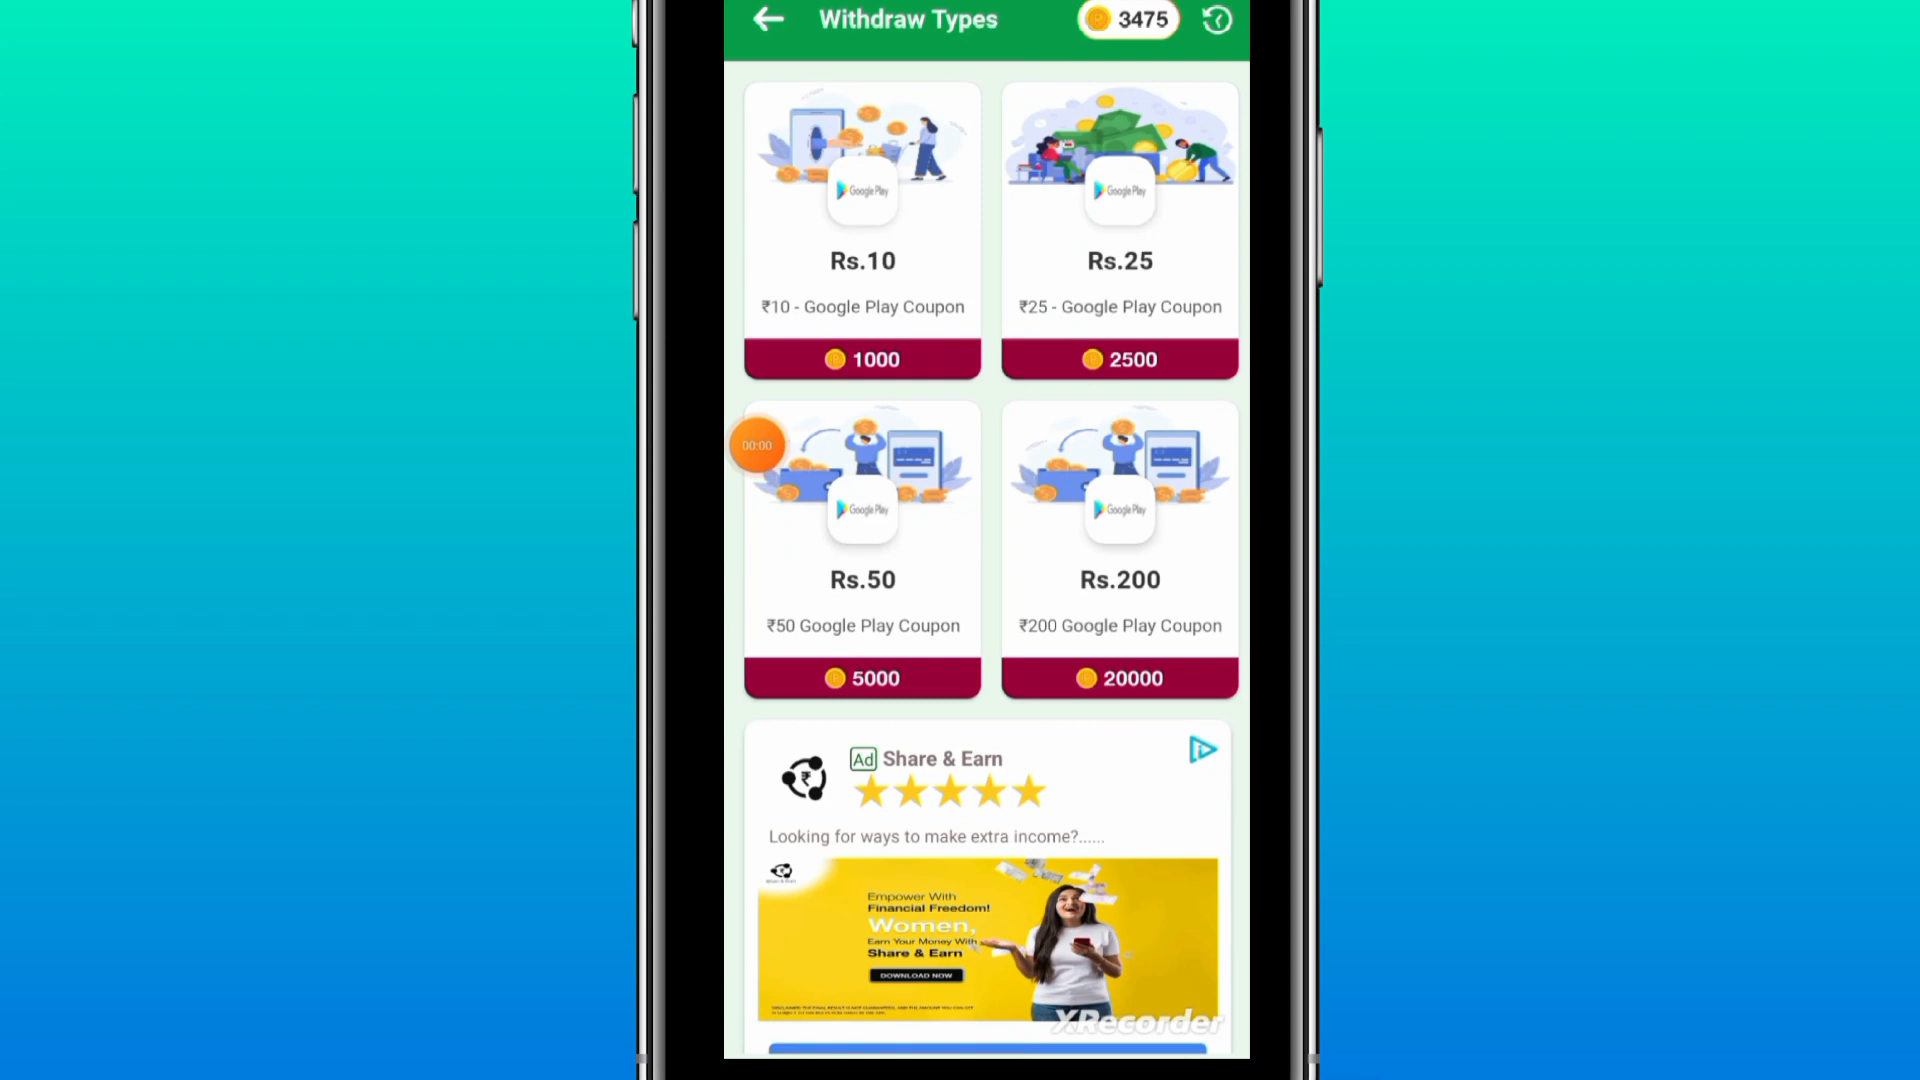 Withdraw Types
3475
Google Play
Google Play
Rs.10
Rs.25
₹10 - Google Play Coupon
₹25 - Google Play Coupon
1000
2500
00:00
Google Play
Google Play
Rs.50
Rs.200
₹50 Google Play Coupon
₹200 Google Play Coupon
5000
20000
Ad Share & Earn
Looking for ways to make extra income?......
Empower With
Financial Freedom!
Women,
Earn Your Money With
Share & Earn
DOWNLOAD NOW
XRecorder